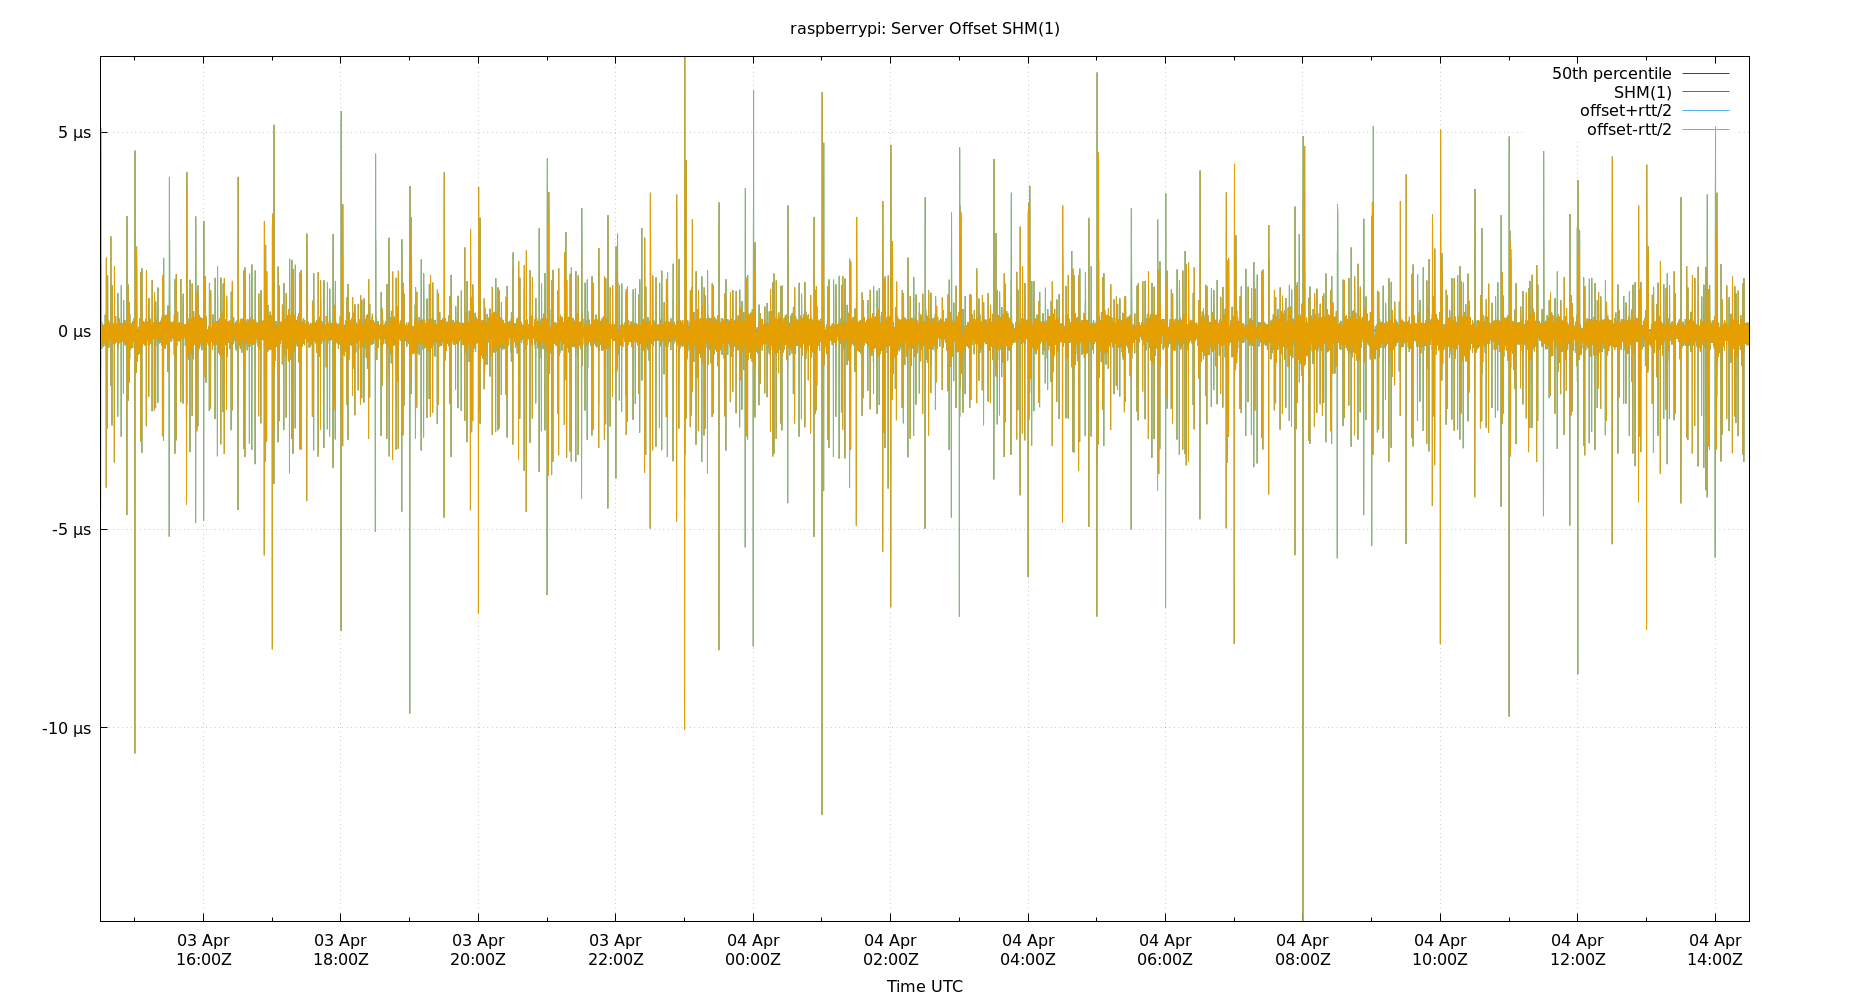 raspberrypi: Server Offset SHM(1)
50th percentile
SHM(1)
offset+rtt/2
offset-rtt/2
5 µs
0 µs
-5 µs
-10 µs
03 Apr 03 Apr 03 Apr 03 Apr 04 Apr 04 Apr 04 Apr 04 Apr 04 Apr 04 Apr 04 Apr 04 Apr
16:00Z 18:00Z 20:00Z 22:00Z 00:00Z 02:00Z 04:00Z 06:00Z 08:00Z 10:00Z 12:00Z 14:00Z
Time UTC